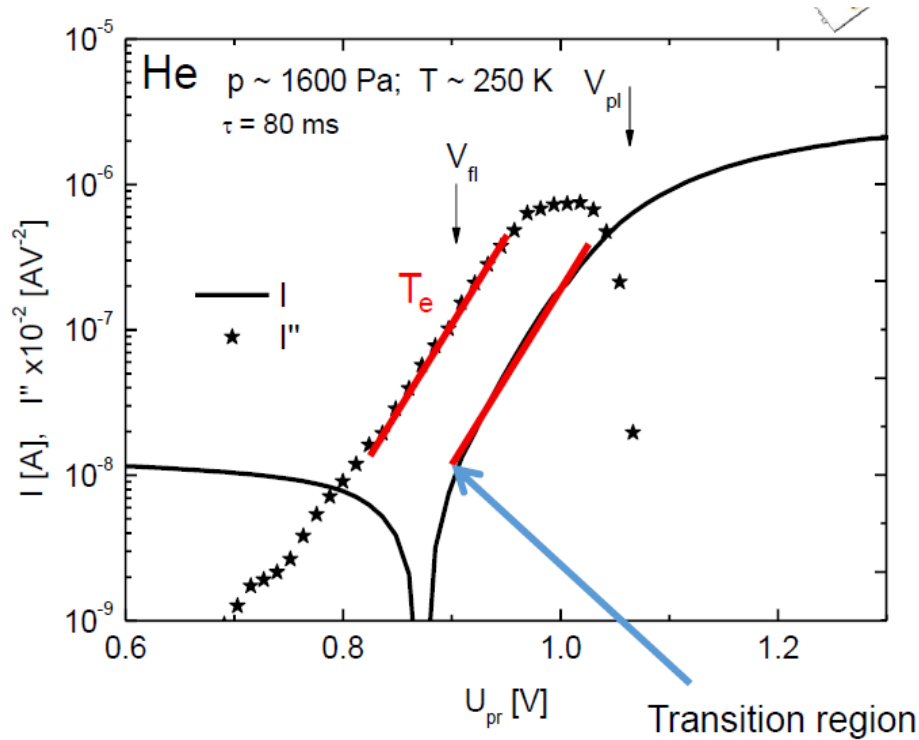 He p ~ 1600 Pa; T ~ 250 K
τ = 80 ms
V_pl
V_fl
T_e
I
I"
I [A], I" x10^-2 [AV^-2]
10^-5
10^-6
10^-7
10^-8
10^-9
0.6 0.8 1.0 1.2
U_pr [V]
Transition region